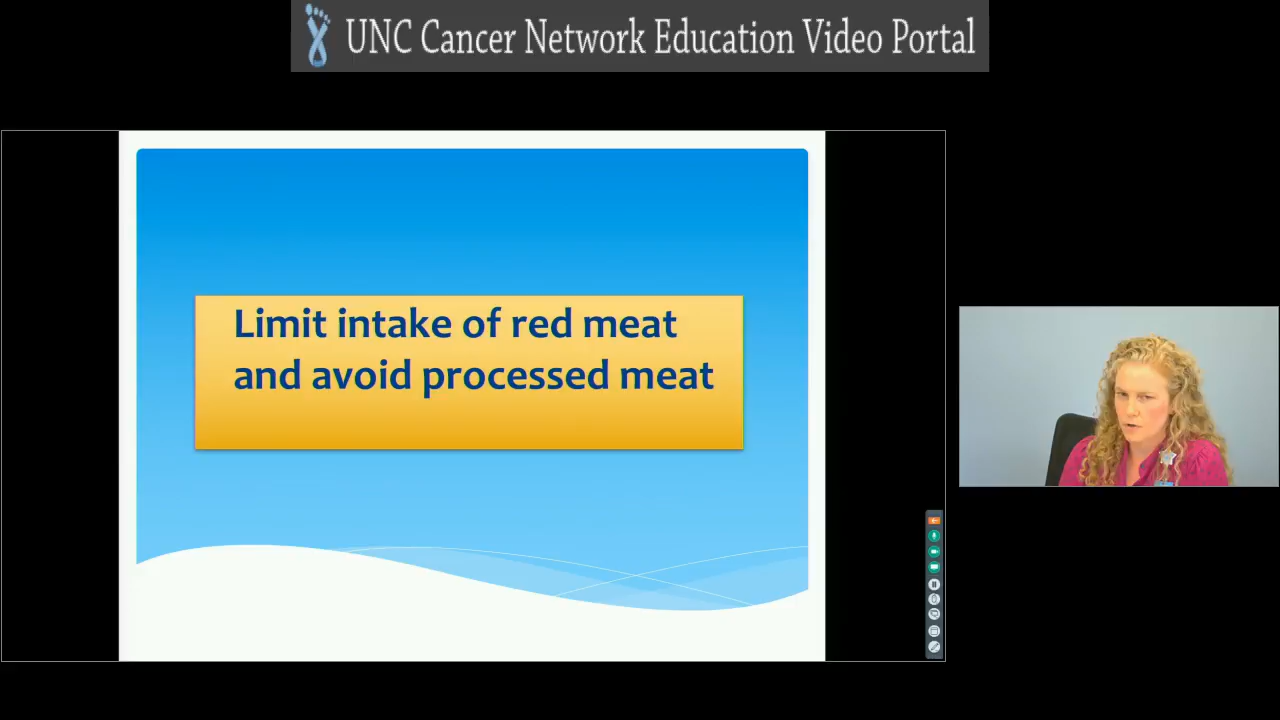 UNC Cancer Network Education Video Portal
Limit intake of red meat
and avoid processed meat